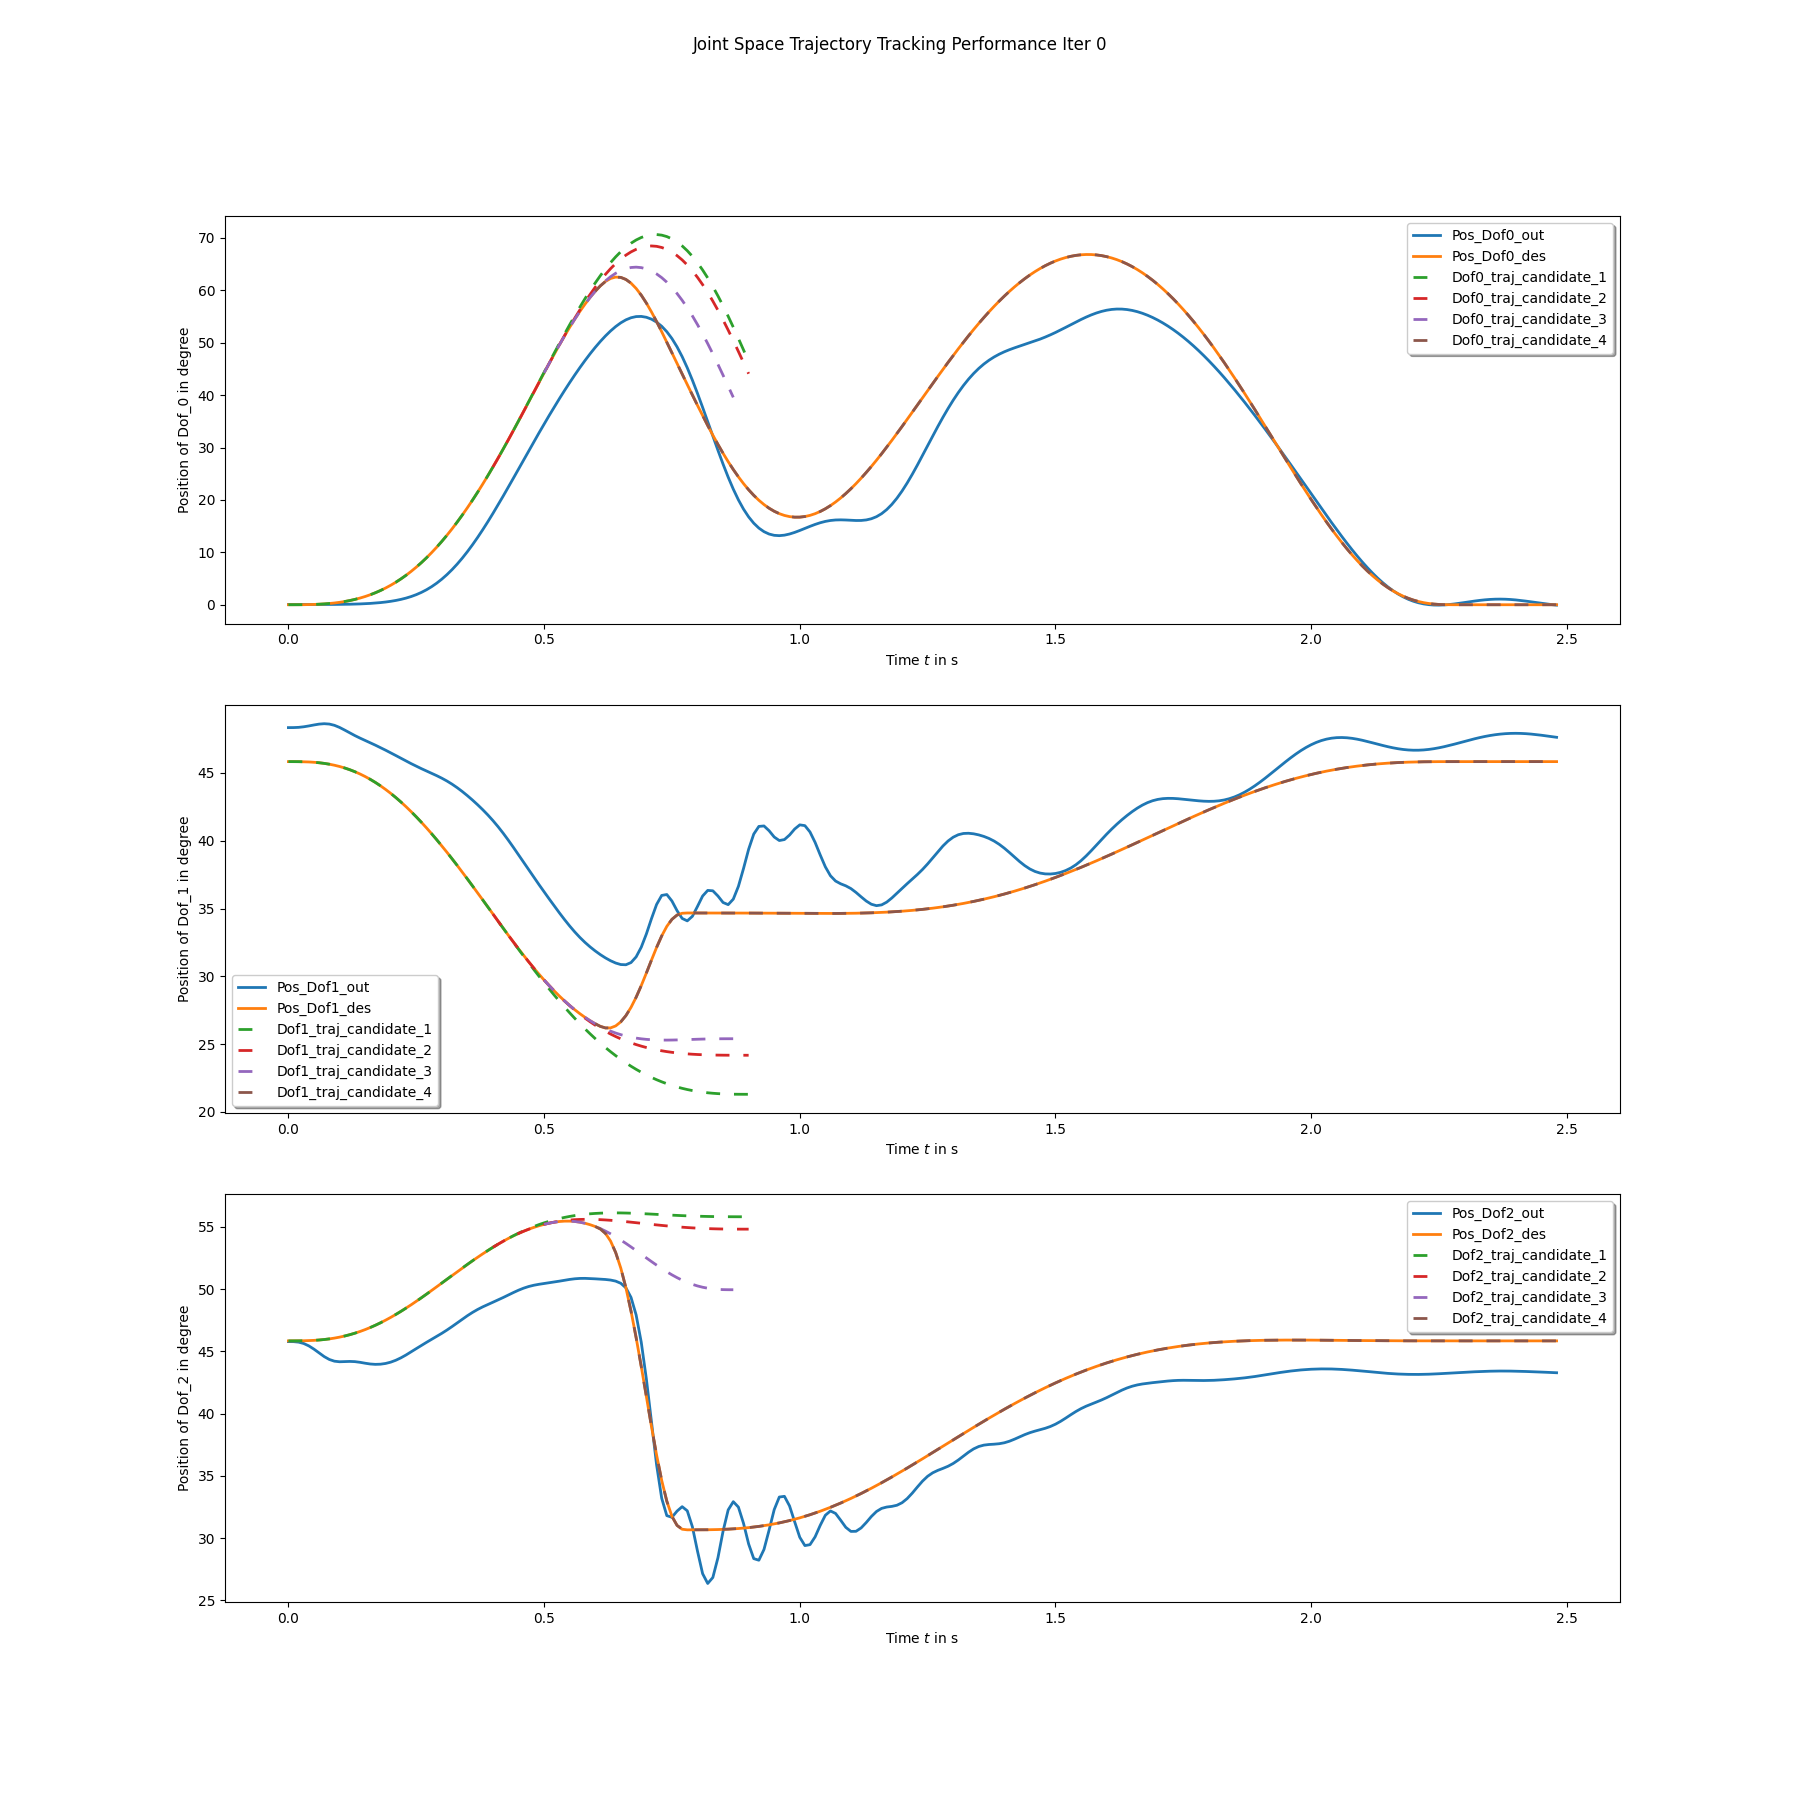 Joint Space Trajectory Tracking Performance Iter 0
Position of Dof_0 in degree
70
60
50
40
30
20
10
0
Pos_Dof0_out
Pos_Dof0_des
Dof0_traj_candidate_1
Dof0_traj_candidate_2
Dof0_traj_candidate_3
Dof0_traj_candidate_4
0.0 0.5 1.0 1.5 2.0 2.5
Time t in s
Position of Dof_1 in degree
45
40
35
30
25
20
Pos_Dof1_out
Pos_Dof1_des
Dof1_traj_candidate_1
Dof1_traj_candidate_2
Dof1_traj_candidate_3
Dof1_traj_candidate_4
0.0 0.5 1.0 1.5 2.0 2.5
Time t in s
Position of Dof_2 in degree
55
50
45
40
35
30
25
Pos_Dof2_out
Pos_Dof2_des
Dof2_traj_candidate_1
Dof2_traj_candidate_2
Dof2_traj_candidate_3
Dof2_traj_candidate_4
0.0 0.5 1.0 1.5 2.0 2.5
Time t in s